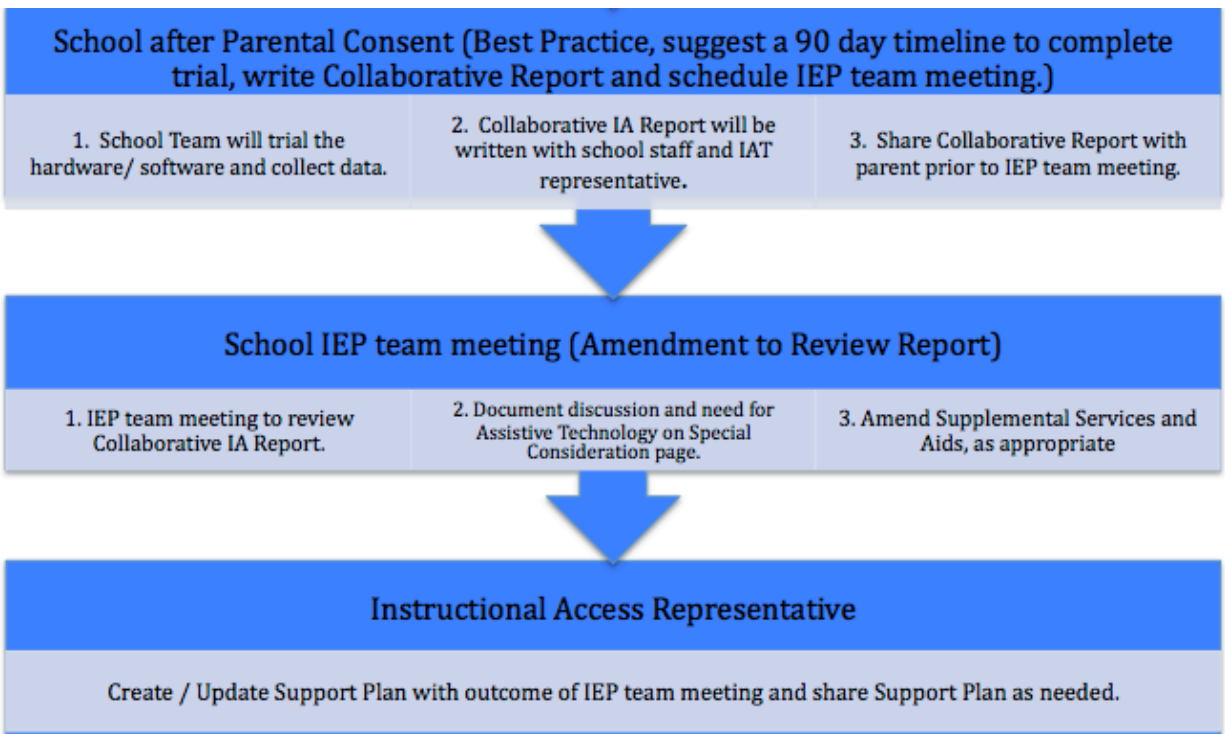 School after Parental Consent (Best Practice, suggest a 90 day timeline to complete
trial, write Collaborative Report and schedule IEP team meeting.)
1. School Team will trial the
hardware/ software and collect data.
2. Collaborative IA Report will be
written with school staff and IAT
representative.
3. Share Collaborative Report with
parent prior to IEP team meeting.
School IEP team meeting (Amendment to Review Report)
1. IEP team meeting to review
Collaborative IA Report.
2. Document discussion and need for
Assistive Technology on Special
Consideration page.
3. Amend Supplemental Services and
Aids, as appropriate
Instructional Access Representative
Create / Update Support Plan with outcome of IEP team meeting and share Support Plan as needed.